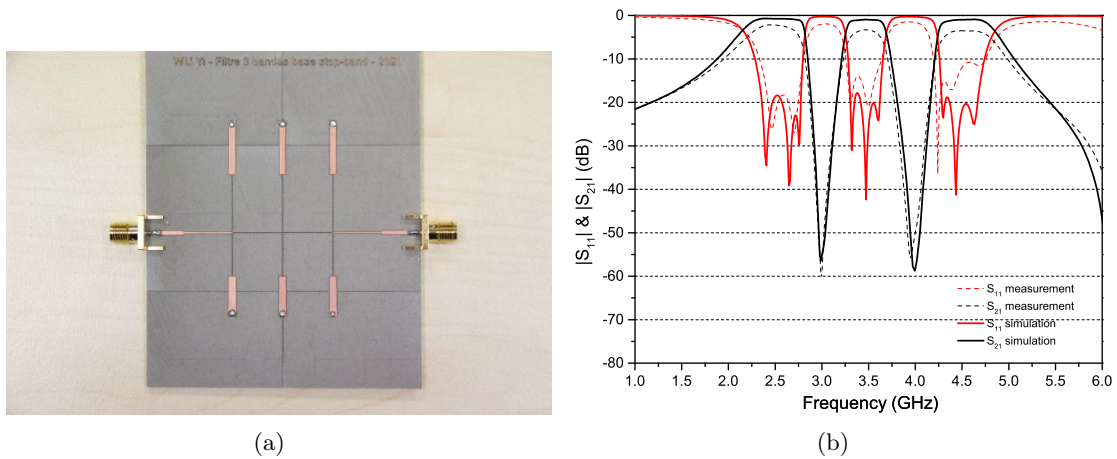 WU Yi - Filtre 3 bandes base stop-band - 2021
(a)
0
-10
-20
-30
-40
-50
-60
-70
-80
|S11| & |S21| (dB)
S11 measurement
S21 measurement
S11 simulation
S21 simulation
1.0 1.5 2.0 2.5 3.0 3.5 4.0 4.5 5.0 5.5 6.0
Frequency (GHz)
(b)